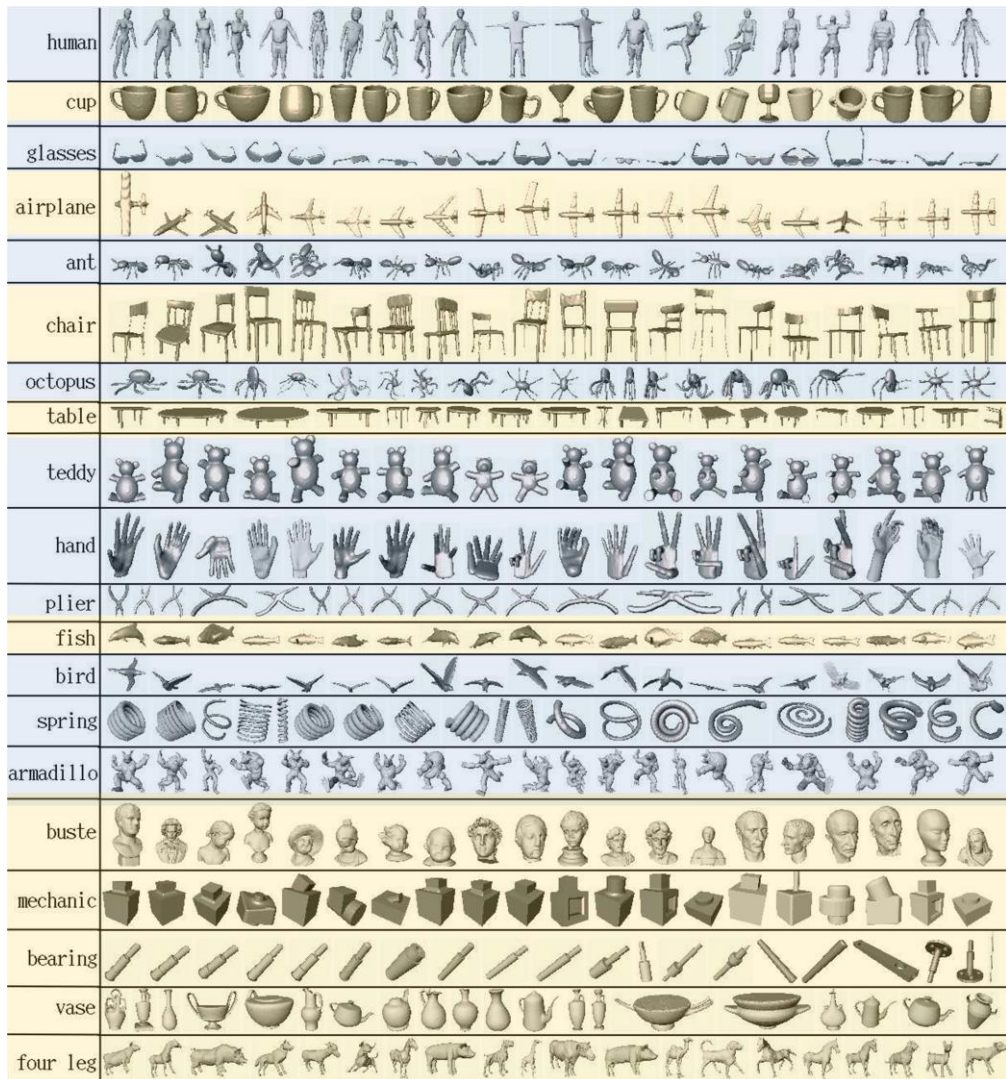 human
cup
glasses
airplane
ant
chair
octopus
table
teddy
hand
plier
fish
bird
spring
armadillo
buste
mechanic
bearing
vase
four leg